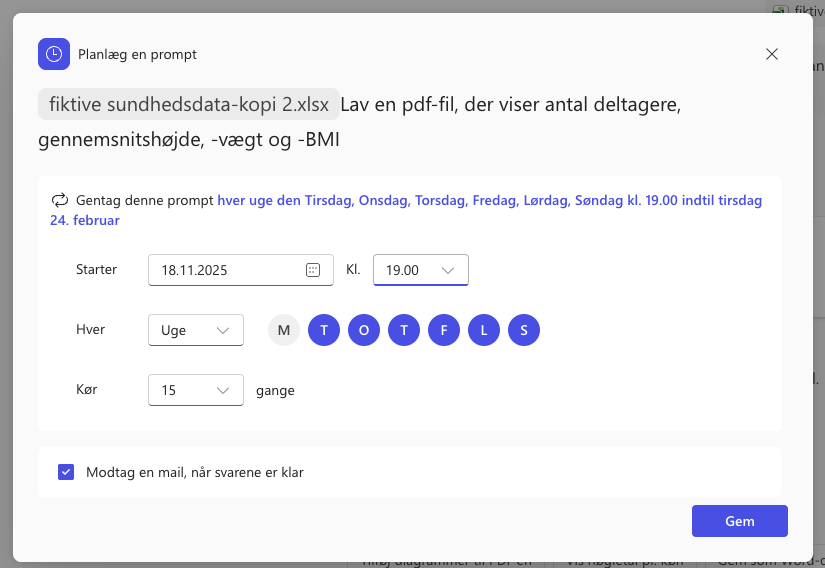 fiktive
Planlæg en prompt
an
fiktive sundhedsdata-kopi 2.xlsx Lav en pdf-fil, der viser antal deltagere,
gennemsnitshøjde, -vægt og -BMI
Gentag denne prompt hver uge den Tirsdag, Onsdag, Torsdag, Fredag, Lørdag, Søndag kl. 19.00 indtil tirsdag
24. februar
Starter 18.11.2025 Kl. 19.00
Hver Uge M T O T F L S
Kør 15 gange
Modtag en mail, når svarene er klar
Gem